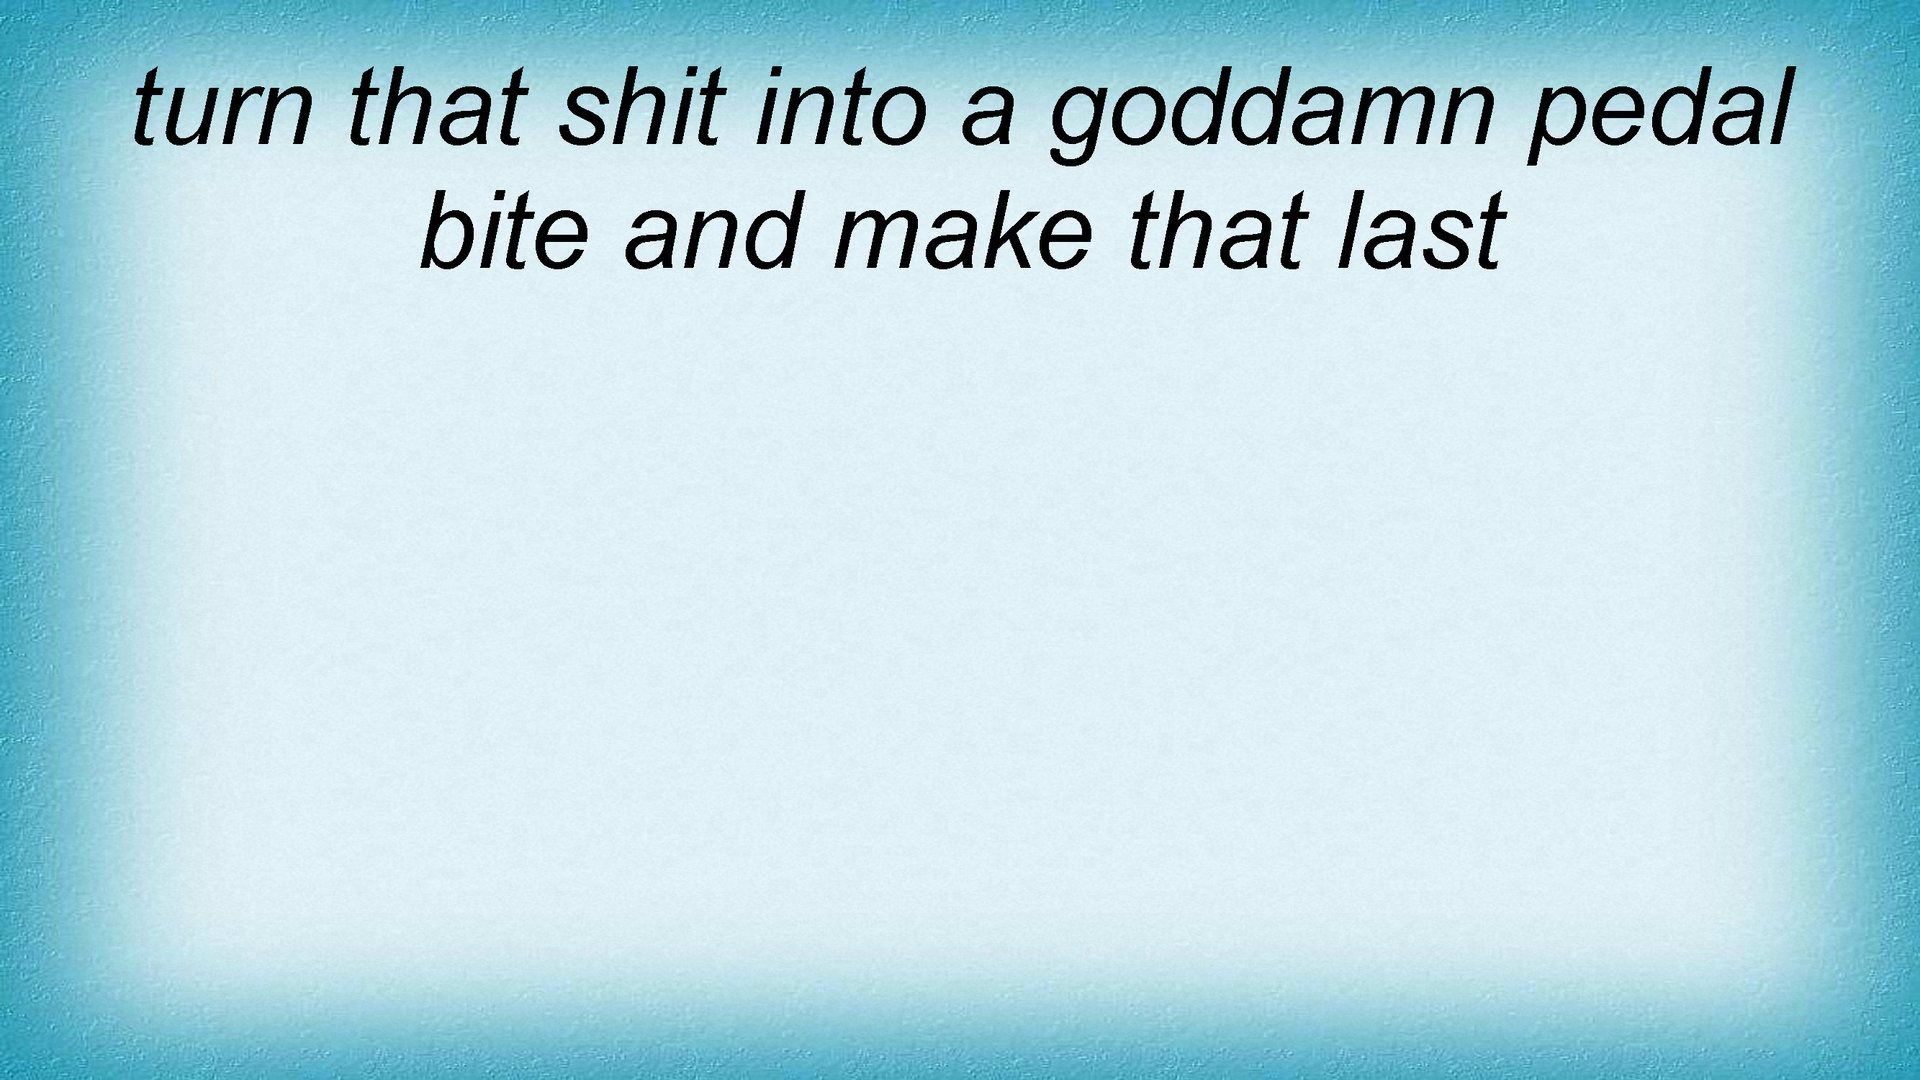 turn that shit into a goddamn pedal
bite and make that last